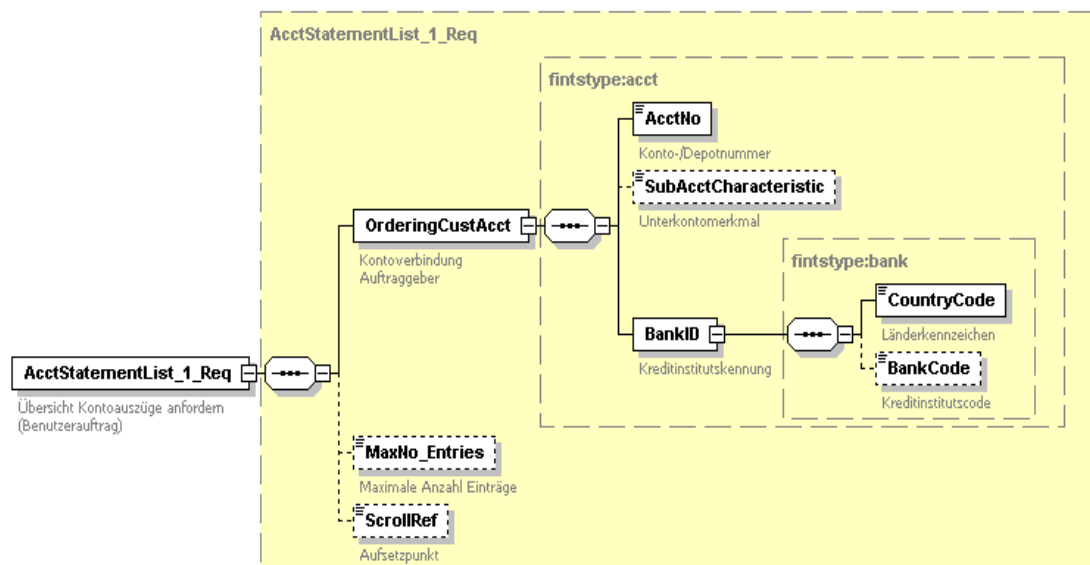 AcctStatementList_1_Req
fintstype:acct
AcctNo
Konto-/Depotnummer
SubAcctCharacteristic
Unterkontomerkmal
OrderingCustAcct
Kontoverbindung
Auftraggeber
fintstype:bank
CountryCode
Länderkennzeichen
BankID
Kreditinstitutskennung
BankCode
Kreditinstitutscode
AcctStatementList_1_Req
Übersicht Kontoauszüge anfordern
(Benutzerauftrag)
MaxNo_Entries
Maximale Anzahl Einträge
ScrollRef
Aufsetzpunkt